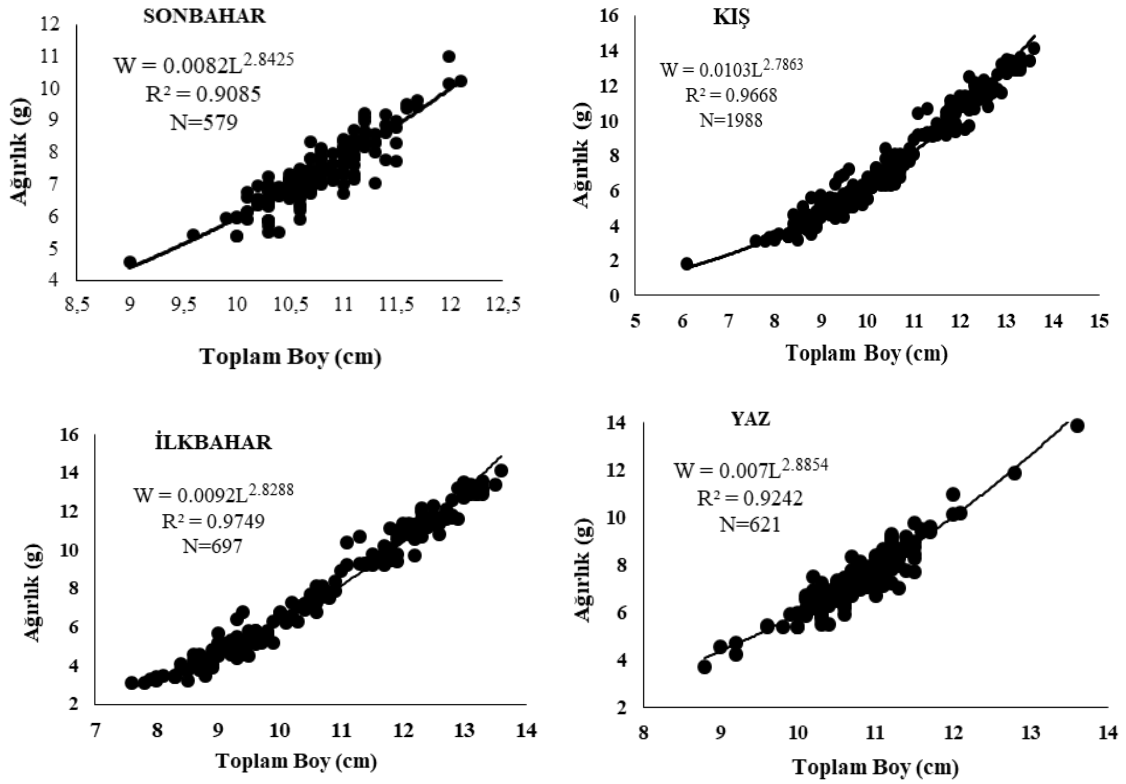 SONBAHAR
W = 0.0082L^2.8425
R² = 0.9085
N=579
Ağırlık (g)
12
11
10
9
8
7
6
5
4
8,5 9 9,5 10 10,5 11 11,5 12 12,5
Toplam Boy (cm)
KIŞ
W = 0.0103L^2.7863
R² = 0.9668
N=1988
Ağırlık (g)
16
14
12
10
8
6
4
2
0
5 6 7 8 9 10 11 12 13 14 15
Toplam Boy (cm)
İLKBAHAR
W = 0.0092L^2.8288
R² = 0.9749
N=697
Ağırlık (g)
16
14
12
10
8
6
4
2
7 8 9 10 11 12 13 14
Toplam Boy (cm)
YAZ
W = 0.007L^2.8854
R² = 0.9242
N=621
Ağırlık (g)
14
12
10
8
6
4
2
8 9 10 11 12 13 14
Toplam Boy (cm)